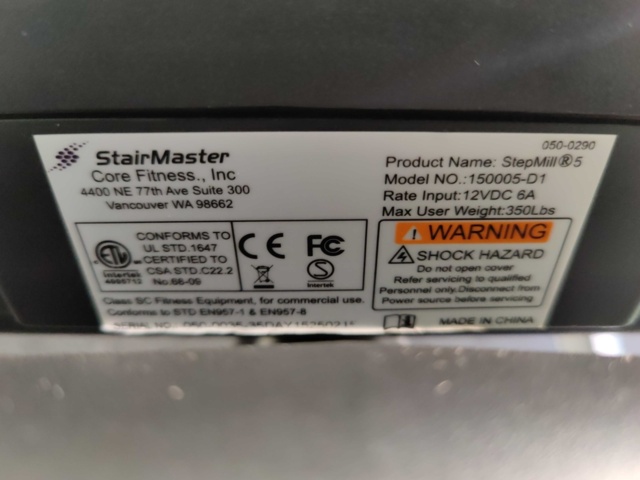 050-0290
StairMaster
Core Fitness., Inc
4400 NE 77th Ave Suite 300
Vancouver WA 98662
Product Name: StepMill®5
Model NO.:150005-D1
Rate Input:12VDC 6A
Max User Weight:350Lbs
CONFORMS TO
UL STD.1647
CERTIFIED TO
CSA STD.C22.2
No.68-09
ETL
Intertek
CE FC
S
Intertek
WARNING
SHOCK HAZARD
Do not open cover
Refer servicing to qualified
Personnel only.Disconnect from
Power source before servicing
Class SC Fitness Equipment, for commercial use.
Conforms to STD EN957-1 & EN957-8
SERIAL NO.:
MADE IN CHINA